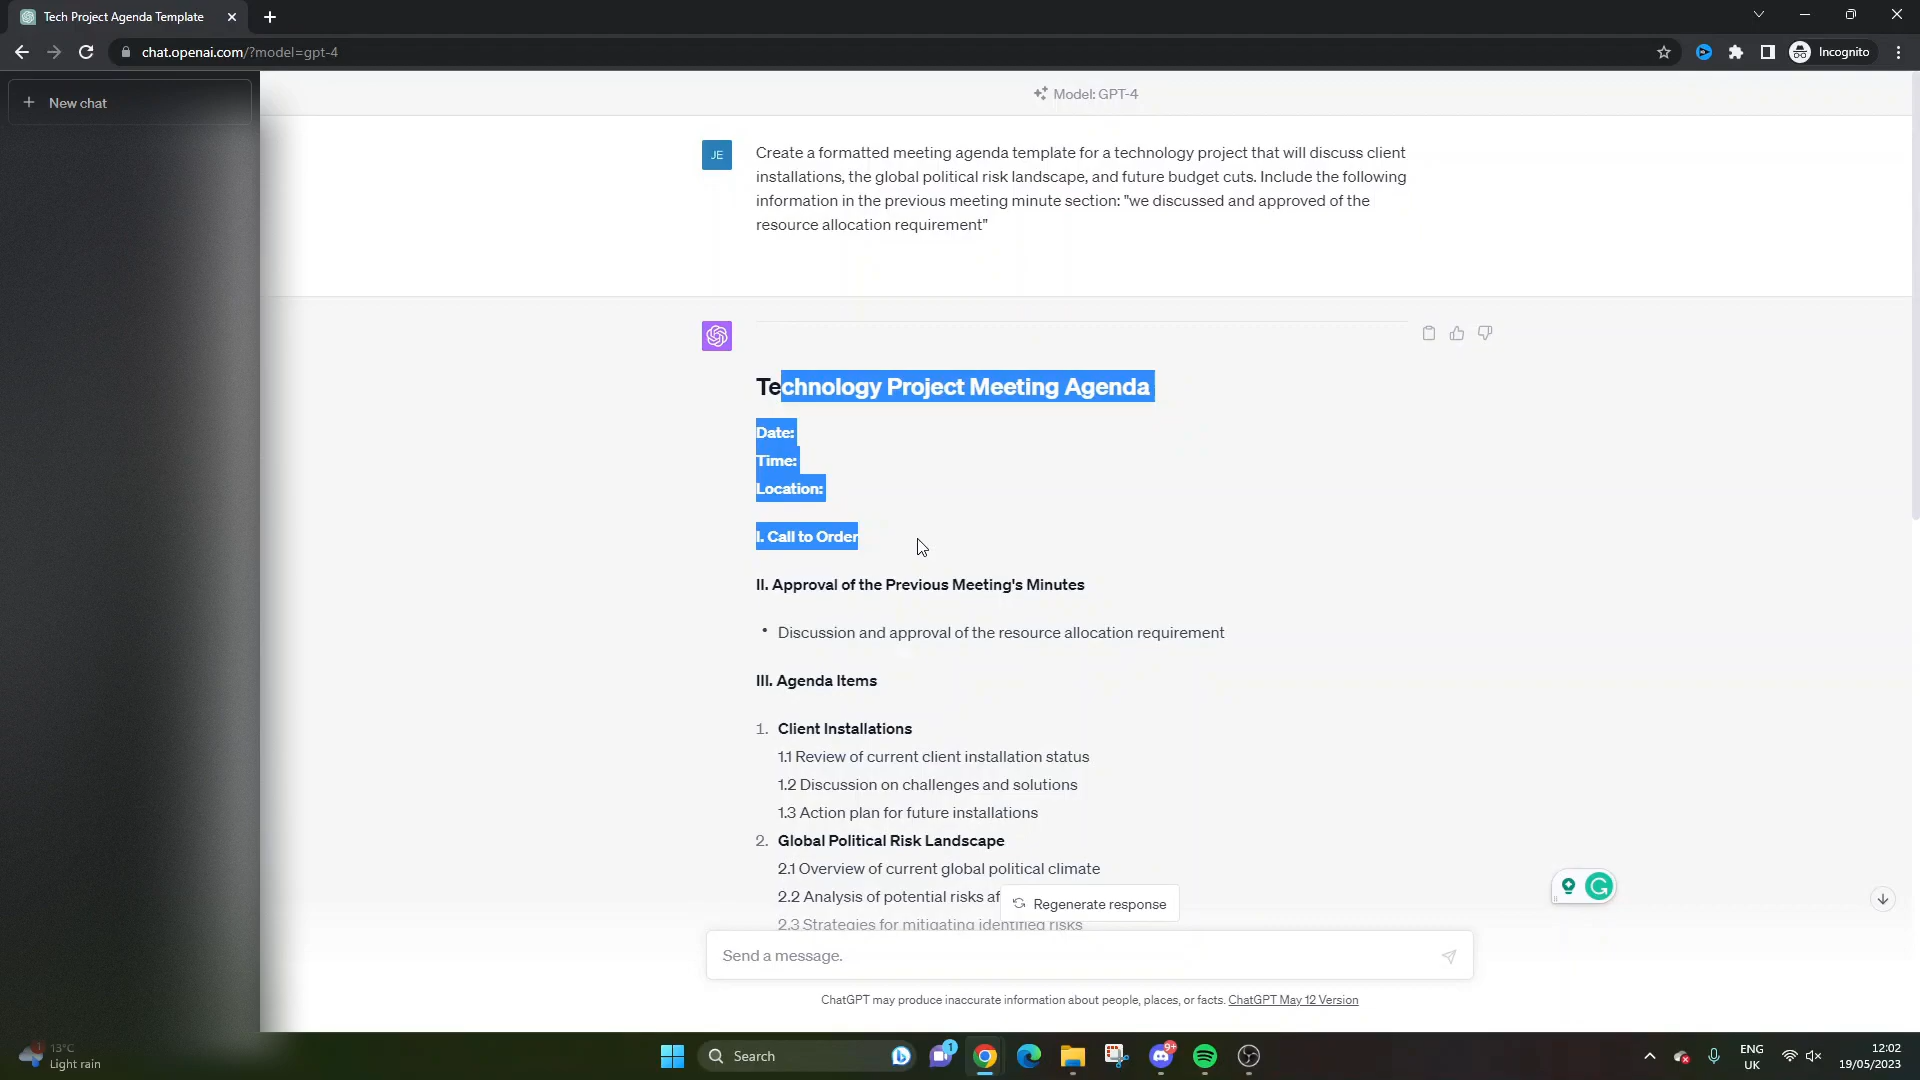 Tech Project Agenda Template
chat.openai.com/?model=gpt-4
Incognito
New chat
Model: GPT-4
JE
Create a formatted meeting agenda template for a technology project that will discuss client
installations, the global political risk landscape, and future budget cuts. Include the following
information in the previous meeting minute section: "we discussed and approved of the
resource allocation requirement"
Technology Project Meeting Agenda
Date:
Time:
Location:
I. Call to Order
II. Approval of the Previous Meeting's Minutes
• Discussion and approval of the resource allocation requirement
III. Agenda Items
1. Client Installations
1.1 Review of current client installation status
1.2 Discussion on challenges and solutions
1.3 Action plan for future installations
2. Global Political Risk Landscape
2.1 Overview of current global political climate
2.2 Analysis of potential risks af
Regenerate response
2.3 Strategies for mitigating identified risks
Send a message.
ChatGPT may produce inaccurate information about people, places, or facts. ChatGPT May 12 Version
1
13°C
Light rain
Search
1
9+
ENG
UK
12:02
19/05/2023